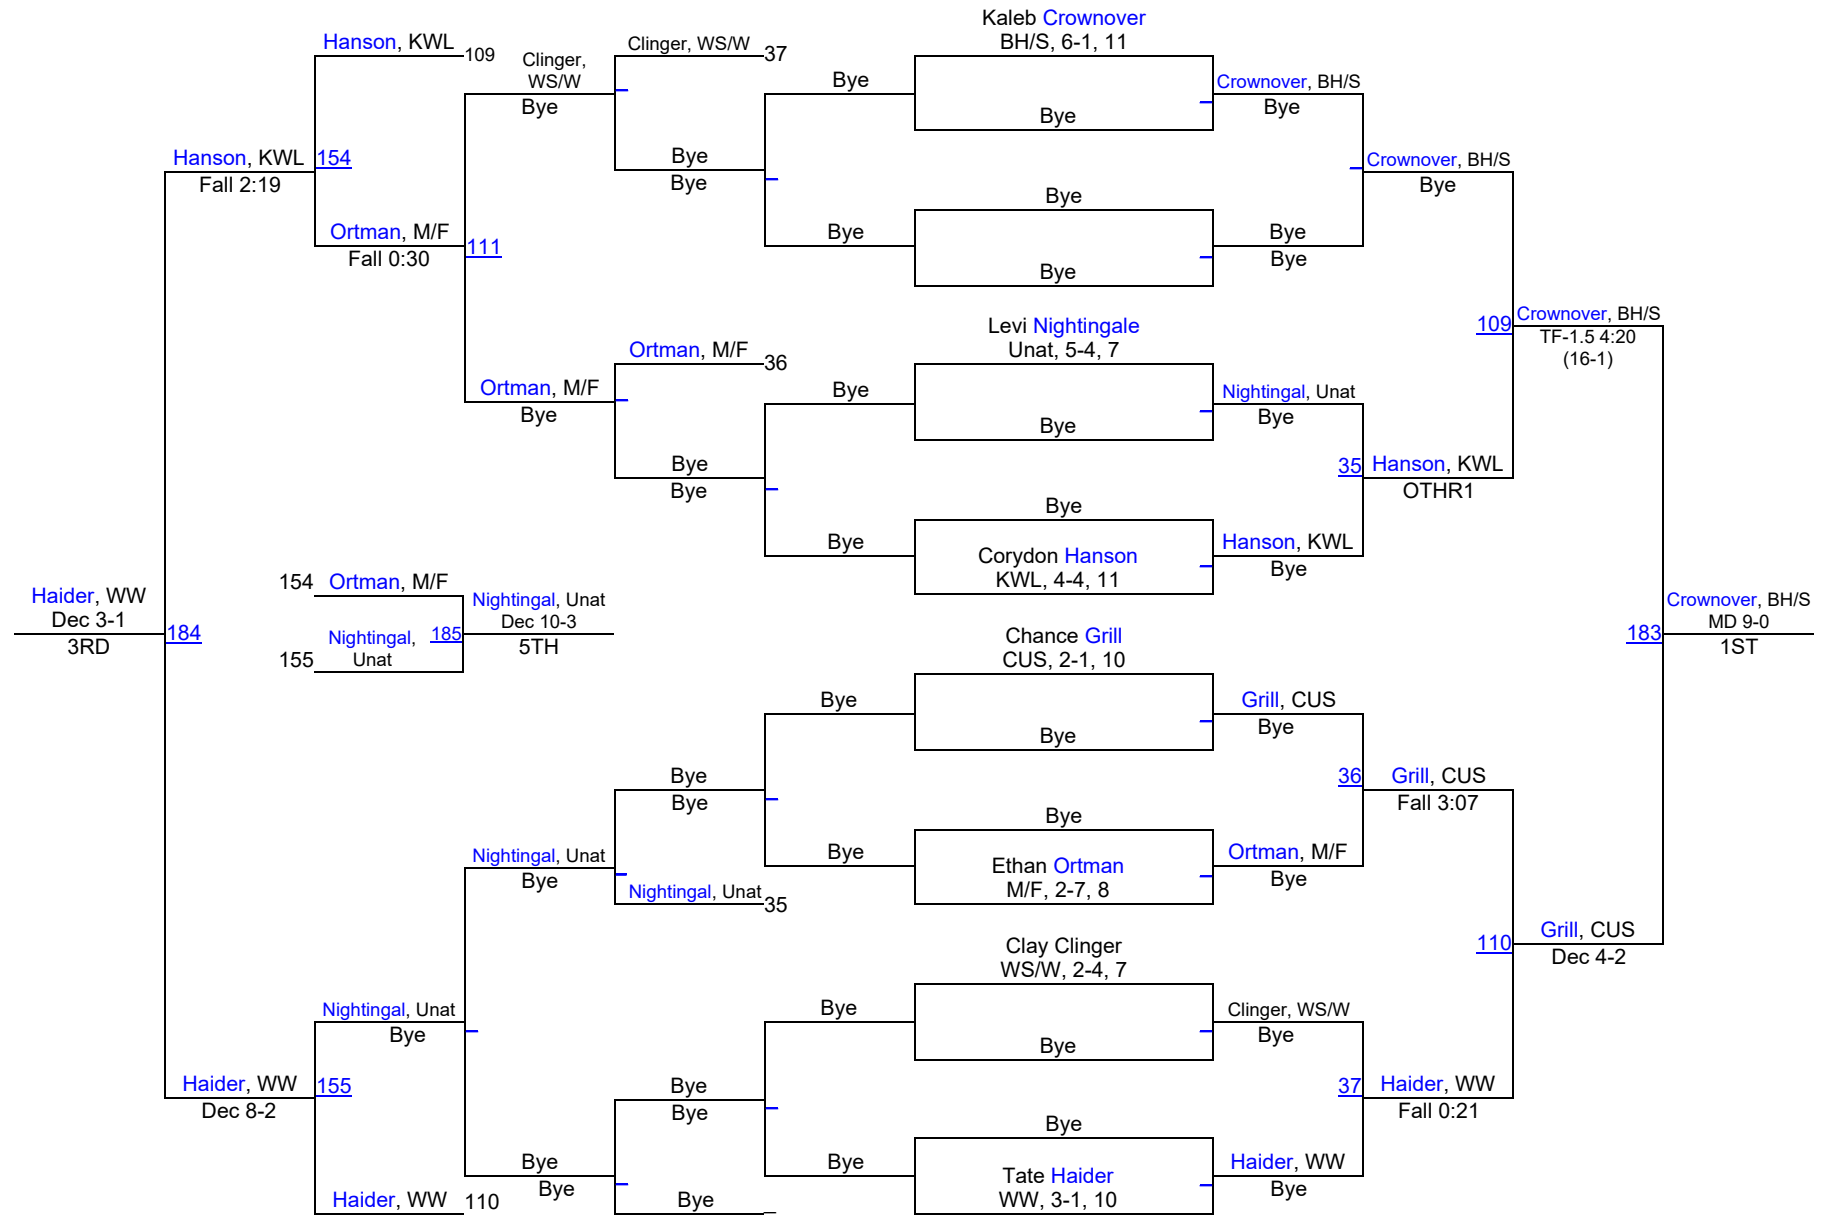 Kaleb Crownover
BH/S, 6-1, 11
Hanson, KWL
109
Clinger, WS/W
37
Clinger,
WS/W
Bye
Bye
Bye
Crownover, BH/S
Bye
Hanson, KWL
154
Fall 2:19
Bye
Bye
Crownover, BH/S
Bye
Bye
Ortman, M/F
111
Fall 0:30
Bye
Bye
Bye
Bye
Levi Nightingale
Unat, 5-4, 7
109
Crownover, BH/S
TF-1.5 4:20
(16-1)
Ortman, M/F
36
Ortman, M/F
Bye
Bye
Bye
Nightingal, Unat
Bye
Bye
Bye
35
Hanson, KWL
OTHR1
Bye
Bye
Corydon Hanson
KWL, 4-4, 11
Hanson, KWL
Bye
Haider, WW
Dec 3-1
3RD
184
154
Ortman, M/F
155
Nightingal,
Unat
185
Nightingal, Unat
Dec 10-3
5TH
Crownover, BH/S
MD 9-0
1ST
183
Chance Grill
CUS, 2-1, 10
Bye
Bye
Grill, CUS
Bye
Bye
Bye
36
Grill, CUS
Fall 3:07
Bye
Bye
Ethan Ortman
M/F, 2-7, 8
Ortman, M/F
Bye
Nightingal, Unat
Bye
Nightingal, Unat
35
Clay Clinger
WS/W, 2-4, 7
110
Grill, CUS
Dec 4-2
Nightingal, Unat
Bye
Bye
Bye
Clinger, WS/W
Bye
Haider, WW
155
Dec 8-2
Bye
Bye
37
Haider, WW
Fall 0:21
Bye
Bye
Bye
Bye
Tate Haider
WW, 3-1, 10
Haider, WW
Bye
Haider, WW
110
Bye